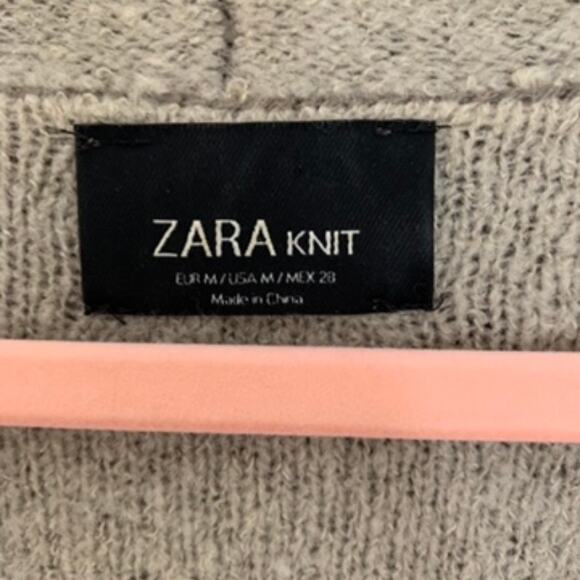 ZARA KNIT
EUR M / USA M / MEX 28
Made in China